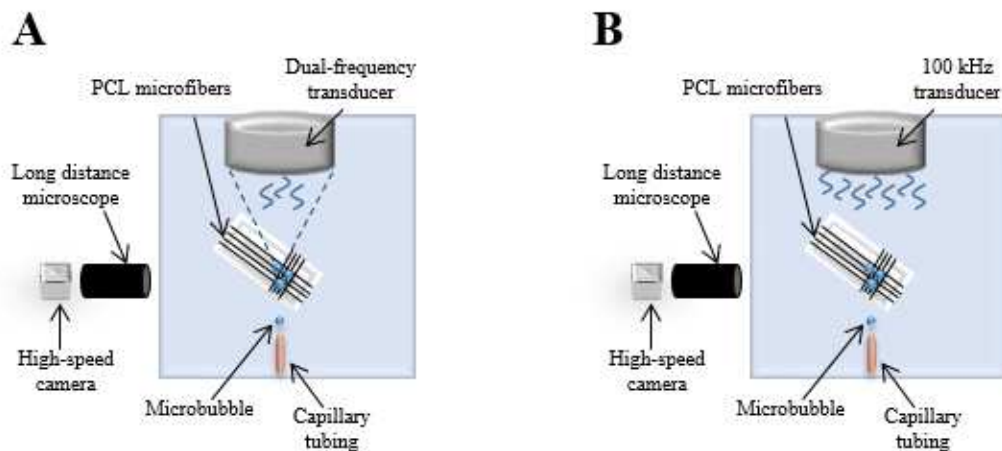 A
Dual-frequency
transducer
PCL microfibers
Long distance
microscope
High-speed
camera
Microbubble
Capillary
tubing
B
100 kHz
transducer
PCL microfibers
Long distance
microscope
High-speed
camera
Microbubble
Capillary
tubing